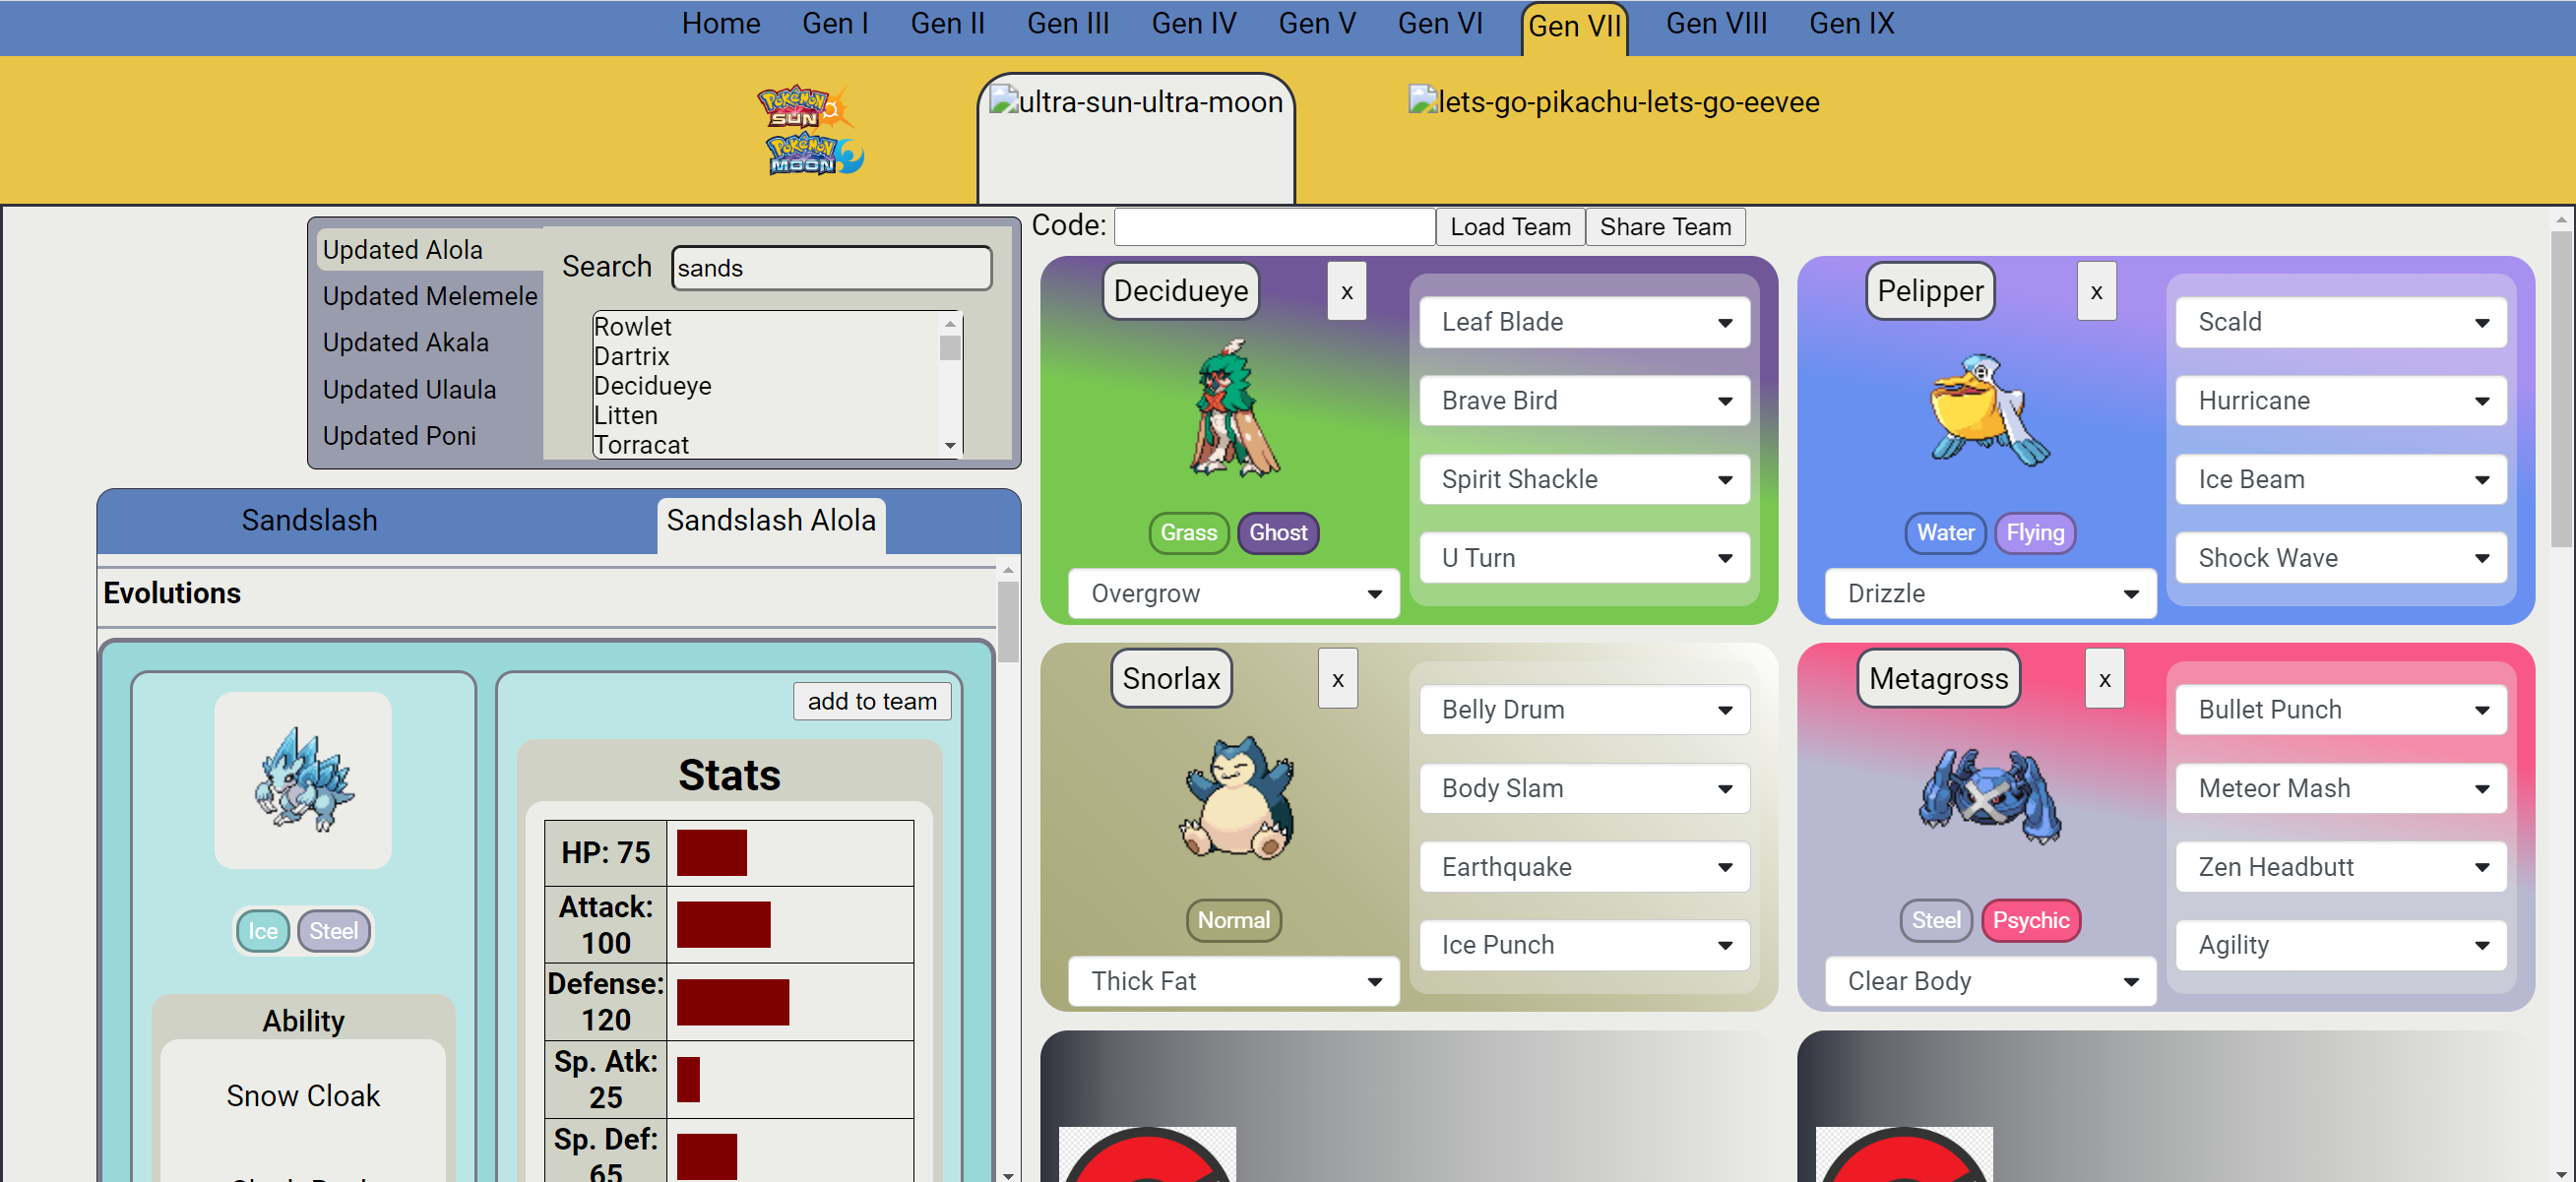 Home Gen I Gen II Gen III Gen IV Gen V Gen VI Gen VII Gen VIII Gen IX
POKéMON
SUN
POKéMON
MOON
ultra-sun-ultra-moon
lets-go-pikachu-lets-go-eevee
Updated Alola
Updated Melemele
Updated Akala
Updated Ulaula
Updated Poni
Search sands
Rowlet
Dartrix
Decidueye
Litten
Torracat
Sandslash Sandslash Alola
Evolutions
Ice Steel
Ability
Snow Cloak
add to team
Stats
HP: 75
Attack:
100
Defense:
120
Sp. Atk:
25
Sp. Def:
65
Code: Load Team Share Team
Decidueye x
Grass Ghost
Overgrow
Leaf Blade
Brave Bird
Spirit Shackle
U Turn
Pelipper x
Water Flying
Drizzle
Scald
Hurricane
Ice Beam
Shock Wave
Snorlax x
Normal
Thick Fat
Belly Drum
Body Slam
Earthquake
Ice Punch
Metagross x
Steel Psychic
Clear Body
Bullet Punch
Meteor Mash
Zen Headbutt
Agility